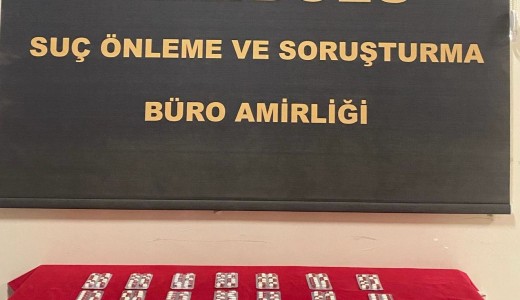 SUÇ ÖNLEME VE SORUŞTURMA
BÜRO AMİRLİĞİ